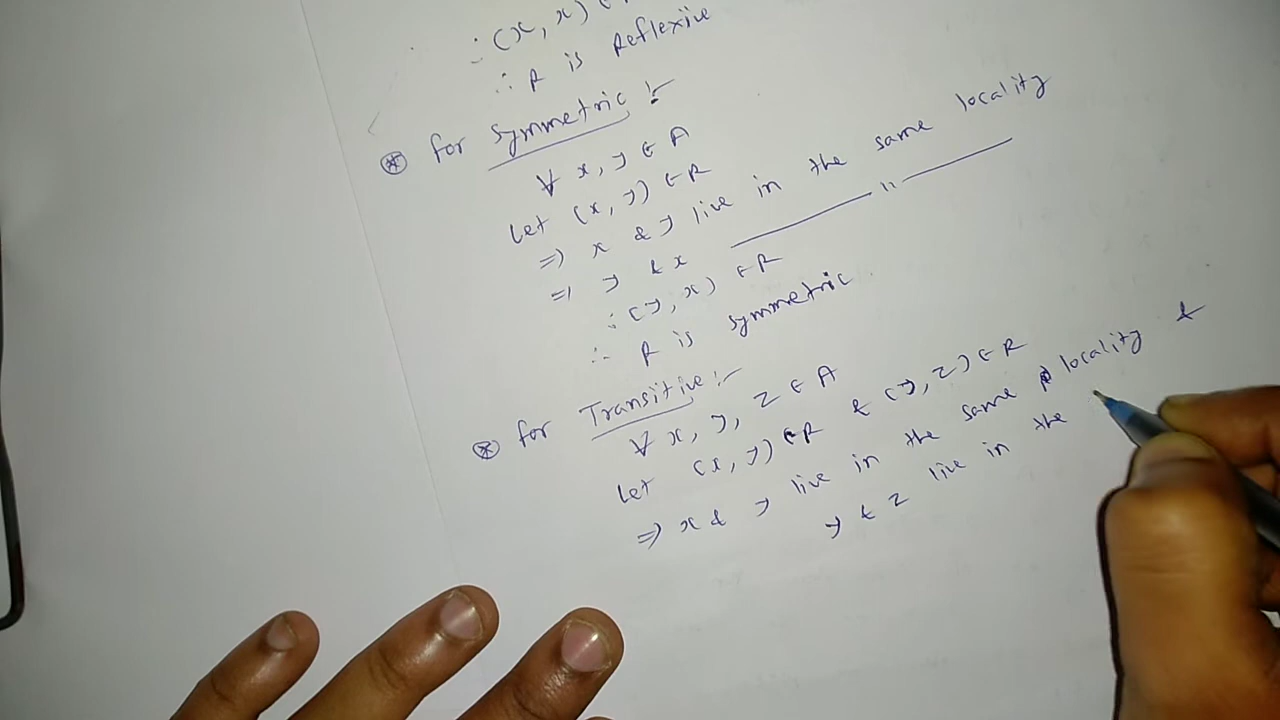 ∴ (x, x) ∈
∴ R is Reflexive
⊛ for symmetric :-
∀ x, y ∈ A
Let (x, y) ∈ R
⇒ x & y live in the same locality
⇒ y & x ——— 〃 ———
∴ (y, x) ∈ R
∴ R is symmetric
⊛ for Transitive :-
∀ x, y, z ∈ A
Let (x, y) ∈ R & (y, z) ∈ R
⇒ x & y live in the same locality &
y & z live in the